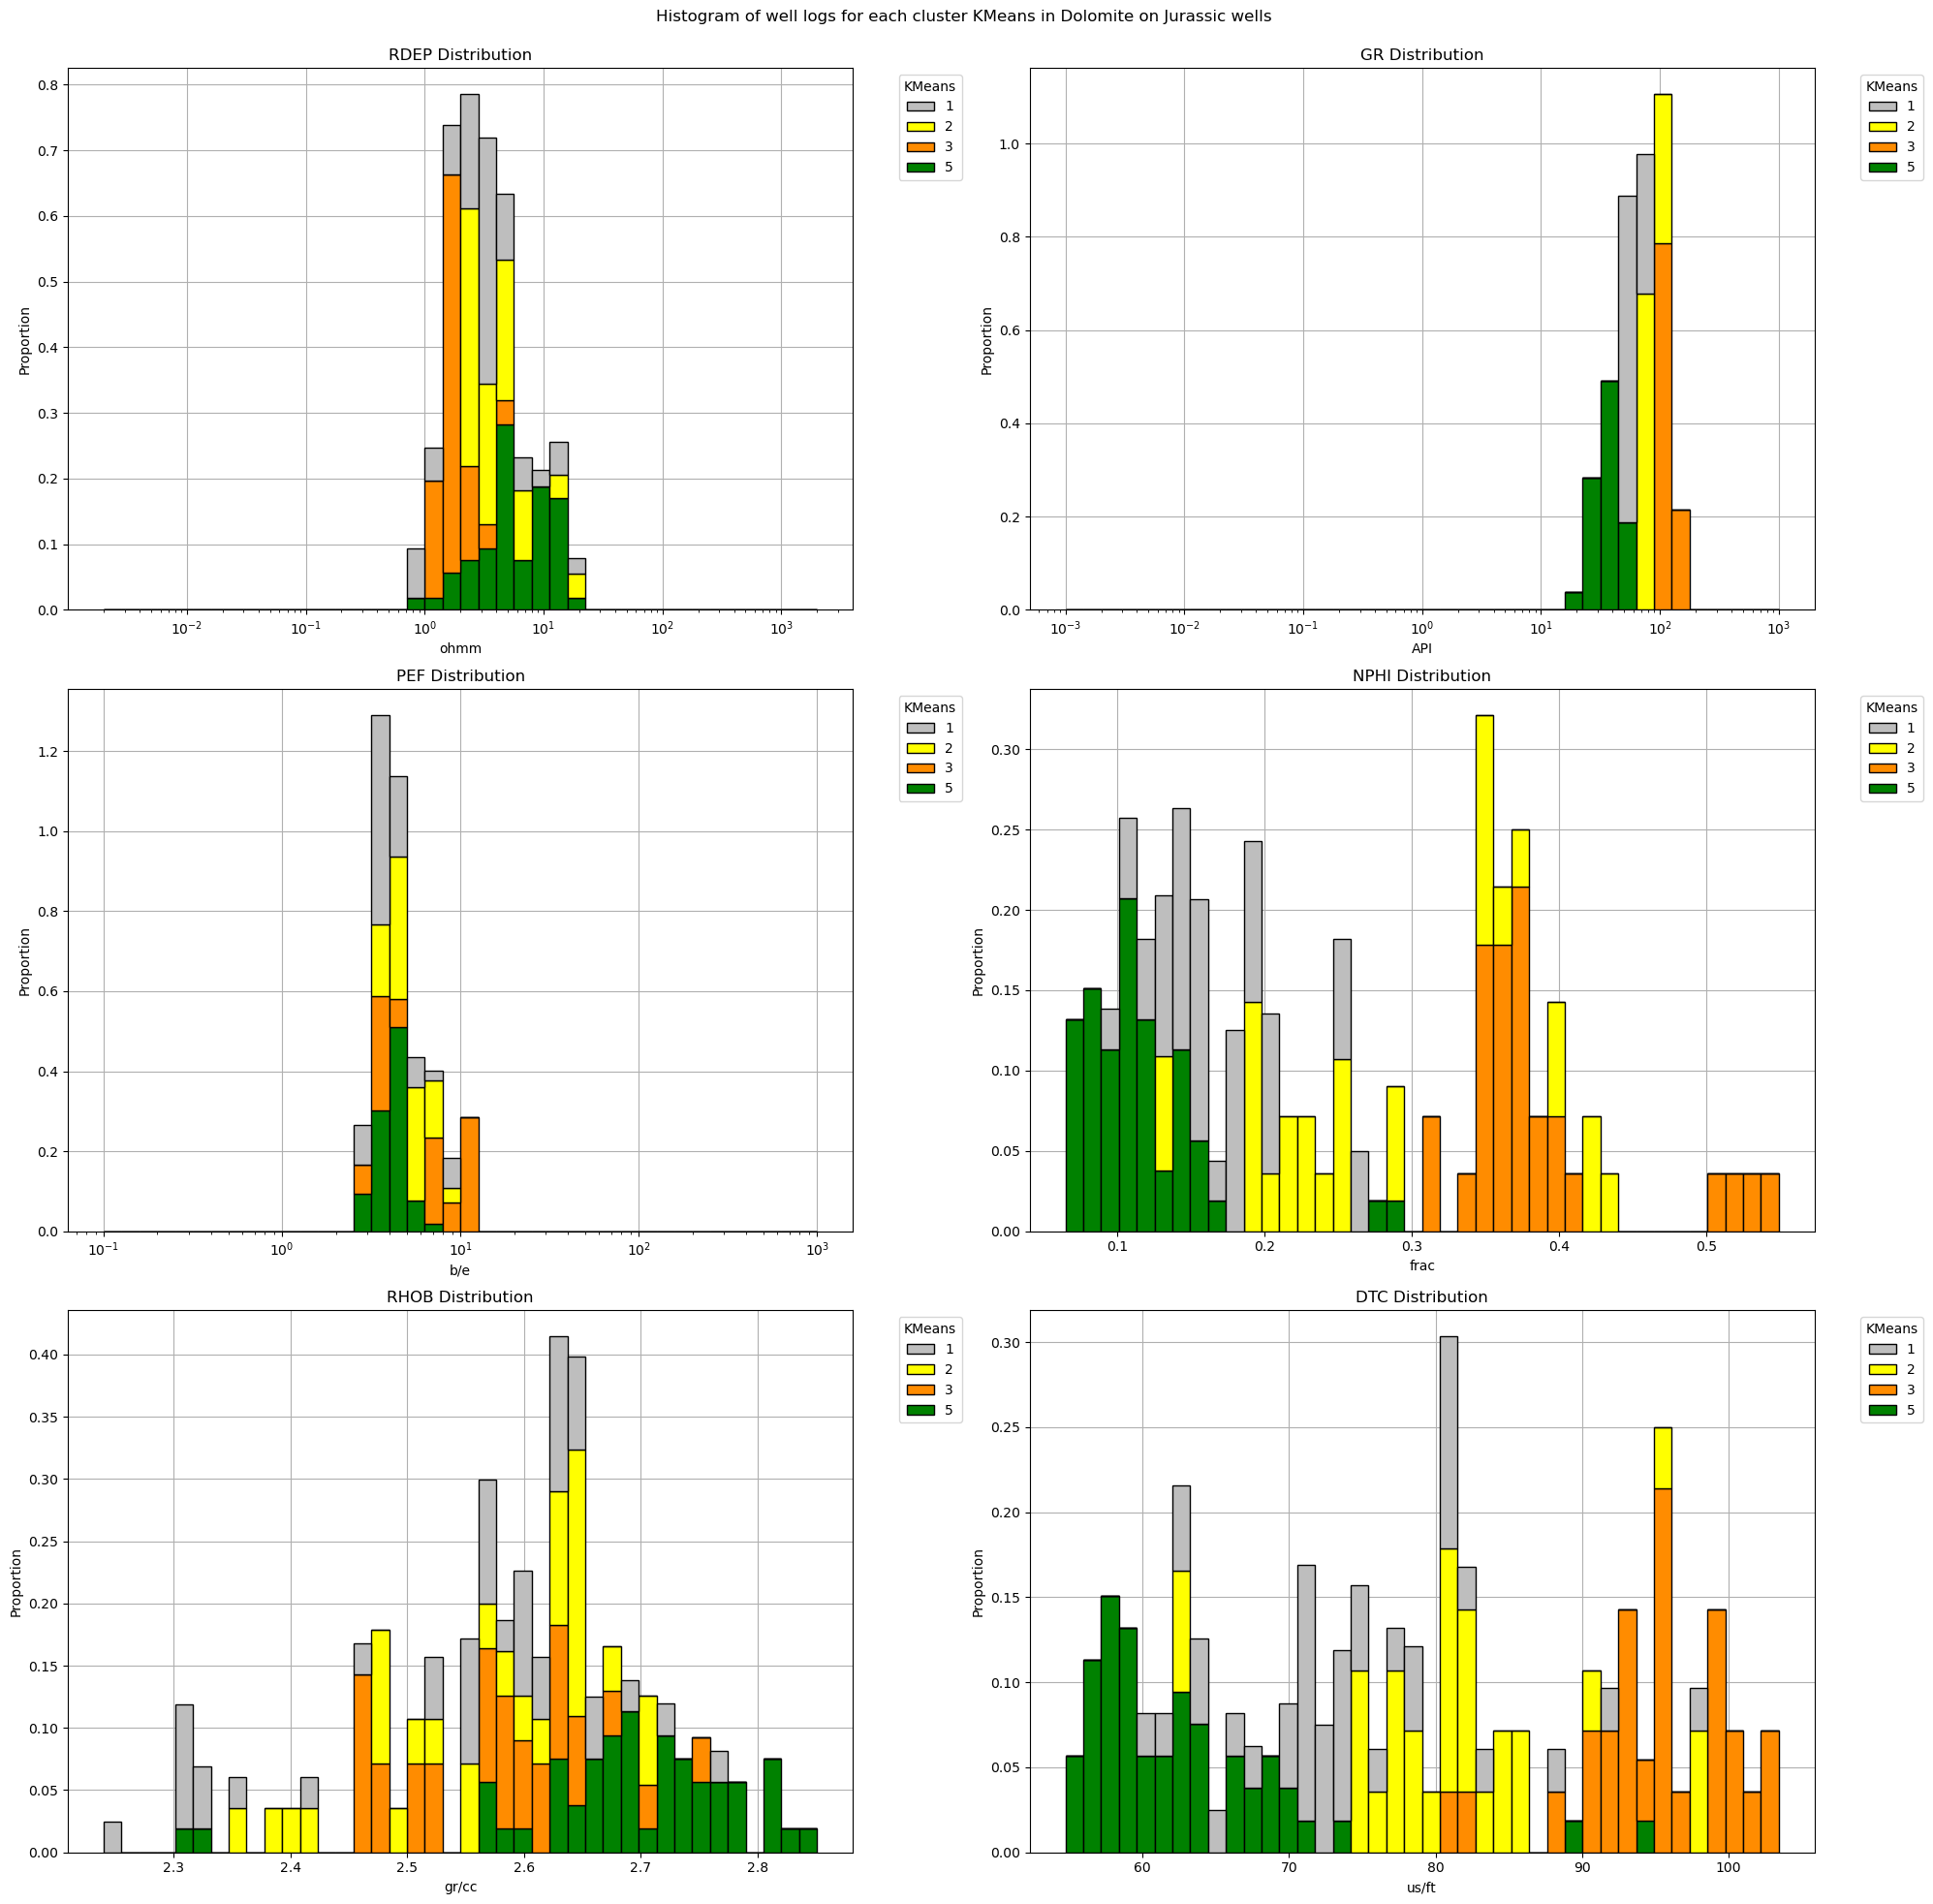 Histogram of well logs for each cluster KMeans in Dolomite on Jurassic wells
RDEP Distribution
0.8
0.7
0.6
0.5
0.4
0.3
0.2
0.1
0.0
Proportion
10⁻² 10⁻¹ 10⁰ 10¹ 10² 10³
ohmm
KMeans
1
2
3
5
GR Distribution
1.0
0.8
0.6
0.4
0.2
0.0
Proportion
10⁻³ 10⁻² 10⁻¹ 10⁰ 10¹ 10² 10³
API
KMeans
1
2
3
5
PEF Distribution
1.2
1.0
0.8
0.6
0.4
0.2
0.0
Proportion
10⁻¹ 10⁰ 10¹ 10² 10³
b/e
KMeans
1
2
3
5
NPHI Distribution
0.30
0.25
0.20
0.15
0.10
0.05
0.00
Proportion
0.1 0.2 0.3 0.4 0.5
frac
KMeans
1
2
3
5
RHOB Distribution
0.40
0.35
0.30
0.25
0.20
0.15
0.10
0.05
0.00
Proportion
2.3 2.4 2.5 2.6 2.7 2.8
gr/cc
KMeans
1
2
3
5
DTC Distribution
0.30
0.25
0.20
0.15
0.10
0.05
0.00
Proportion
60 70 80 90 100
us/ft
KMeans
1
2
3
5